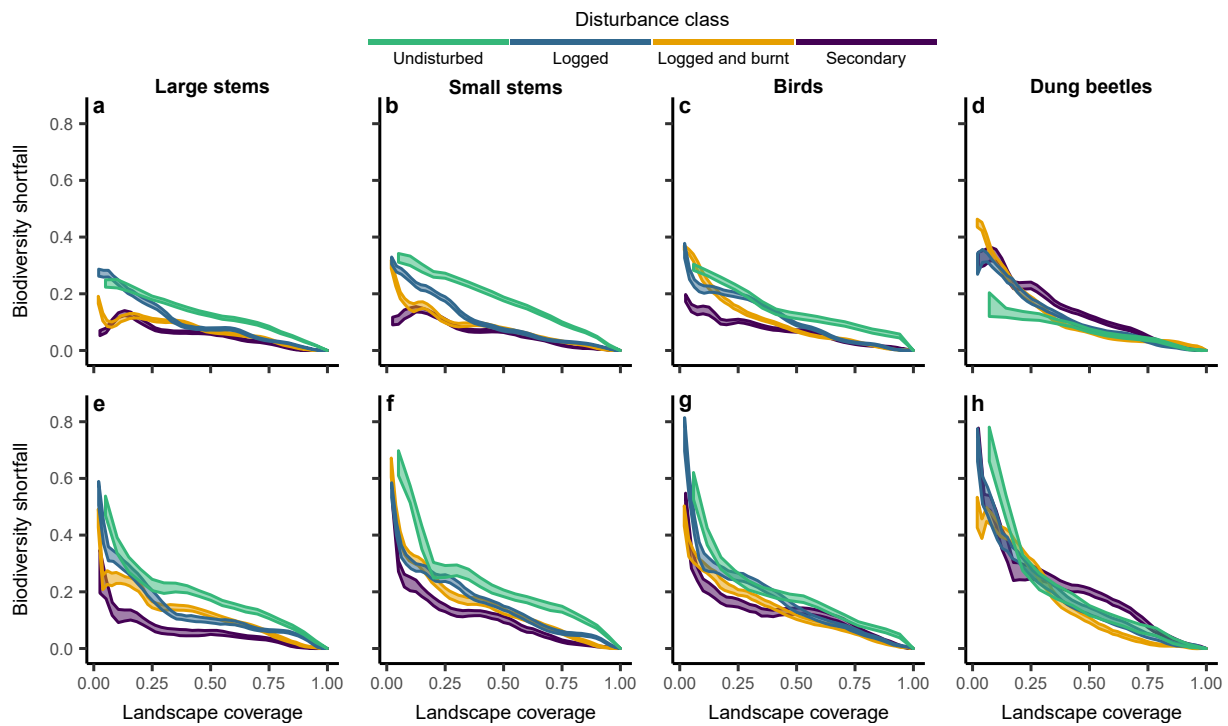 Disturbance class
Undisturbed Logged Logged and burnt Secondary
Large stems Small stems Birds Dung beetles
a b c d
0.8
0.6
0.4
0.2
0.0
Biodiversity shortfall
e f g h
0.8
0.6
0.4
0.2
0.0
Biodiversity shortfall
0.00 0.25 0.50 0.75 1.00 0.00 0.25 0.50 0.75 1.00 0.00 0.25 0.50 0.75 1.00 0.00 0.25 0.50 0.75 1.00
Landscape coverage Landscape coverage Landscape coverage Landscape coverage